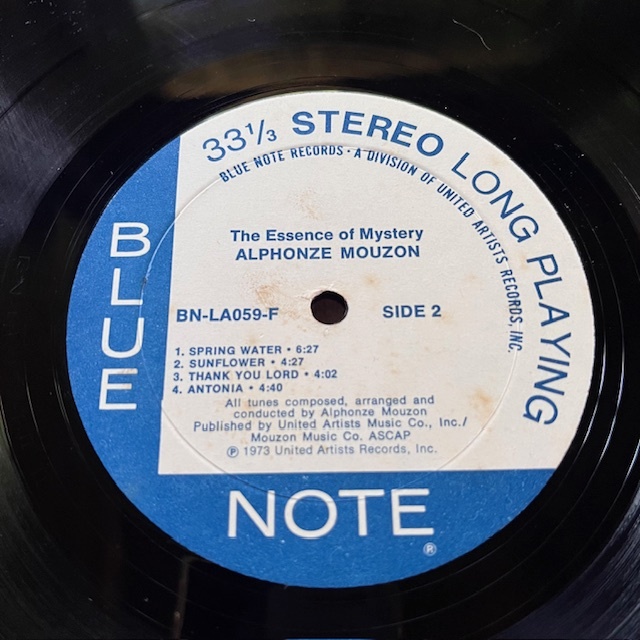 33⅓ STEREO LONG PLAYING
BLUE NOTE RECORDS • A DIVISION OF UNITED ARTISTS RECORDS, INC.
BLUE
The Essence of Mystery
ALPHONZE MOUZON
BN-LA059-F SIDE 2
1. SPRING WATER • 6:27
2. SUNFLOWER • 4:27
3. THANK YOU LORD • 4:02
4. ANTONIA • 4:40
All tunes composed, arranged and
conducted by Alphonze Mouzon
Published by United Artists Music Co., Inc./
Mouzon Music Co. ASCAP
℗ 1973 United Artists Records, Inc.
NOTE®